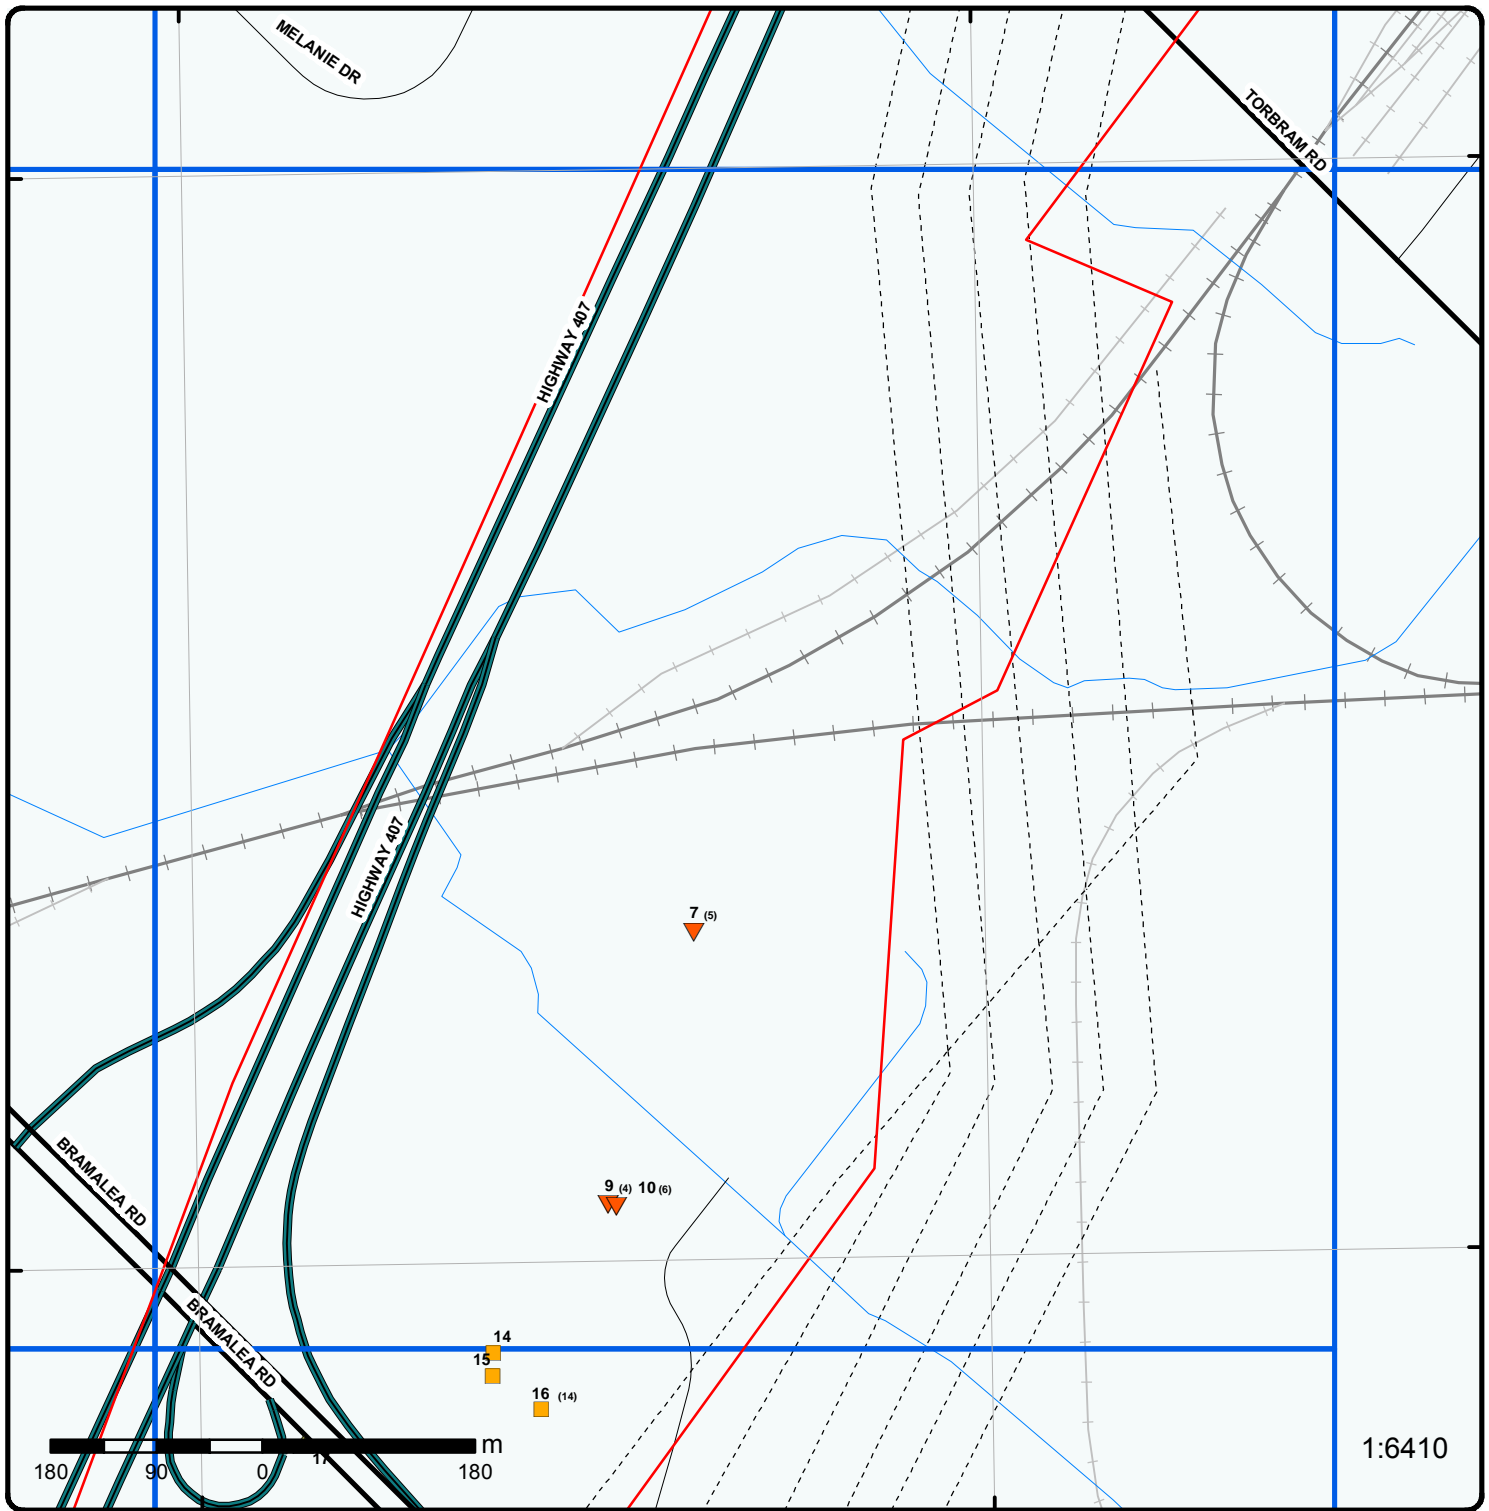 MELANIE DR
TORBRAM RD
HIGHWAY 407
HIGHWAY 407
7 (5)
BRAMALEA RD
9 (4) 10 (6)
BRAMALEA RD
14
15
16 (14)
m
180 90 0 180
1:6410